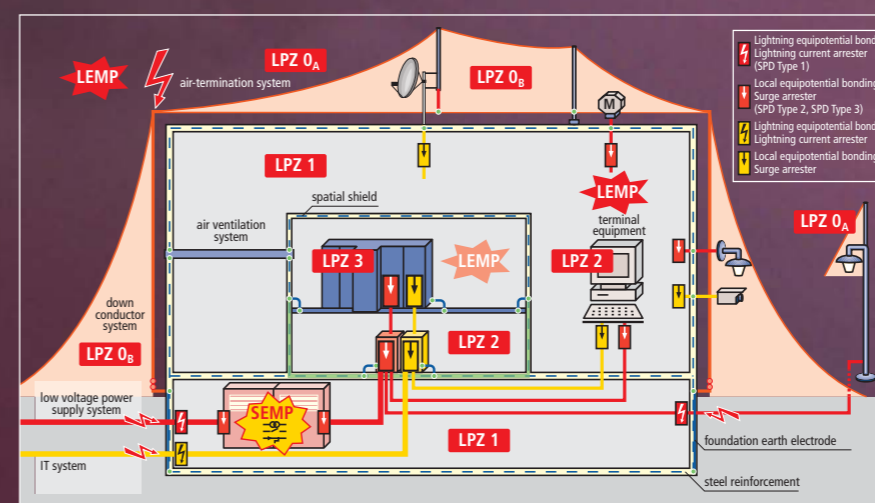 LPZ 0A
LEMP
air-termination system
LPZ 0B
M
Lightning equipotential bond
Lightning current arrester
(SPD Type 1)
Local equipotential bonding
Surge arrester
(SPD Type 2, SPD Type 3)
Lightning equipotential bond
Lightning current arrester
Local equipotential bonding
Surge arrester
LPZ 1
spatial shield
LEMP
terminal
equipment
LPZ 0A
air ventilation
system
LPZ 3
LEMP
LPZ 2
down
conductor
system
LPZ 0B
LPZ 2
low voltage power
supply system
SEMP
LPZ 1
foundation earth electrode
IT system
steel reinforcement